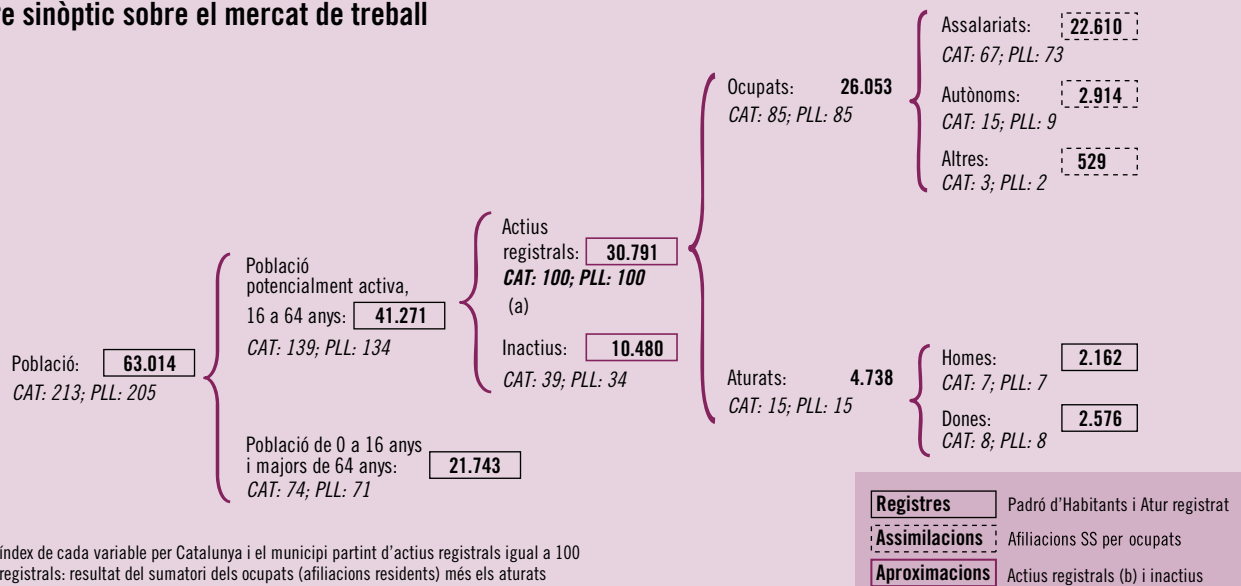 e sinòptic sobre el mercat de treball
Població: 63.014
CAT: 213; PLL: 205
Població
potencialment activa,
16 a 64 anys: 41.271
CAT: 139; PLL: 134
Població de 0 a 16 anys
i majors de 64 anys: 21.743
CAT: 74; PLL: 71
Actius
registrals: 30.791
CAT: 100; PLL: 100
(a)
Inactius: 10.480
CAT: 39; PLL: 34
Ocupats: 26.053
CAT: 85; PLL: 85
Aturats: 4.738
CAT: 15; PLL: 15
Assalariats: 22.610
CAT: 67; PLL: 73
Autònoms: 2.914
CAT: 15; PLL: 9
Altres: 529
CAT: 3; PLL: 2
Homes: 2.162
CAT: 7; PLL: 7
Dones: 2.576
CAT: 8; PLL: 8
Registres Padró d'Habitants i Atur registrat
Assimilacions Afiliacions SS per ocupats
Aproximacions Actius registrals (b) i inactius
índex de cada variable per Catalunya i el municipi partint d'actius registrals igual a 100
registrals: resultat del sumatori dels ocupats (afiliacions residents) més els aturats